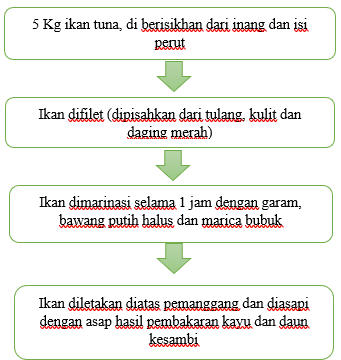 5 Kg ikan tuna, di berisikhan dari inang dan isi
perut
Ikan difilet (dipisahkan dari tulang, kulit dan
daging merah)
Ikan dimarinasi selama 1 jam dengan garam,
bawang putih halus dan marica bubuk
Ikan diletakan diatas pemanggang dan diasapi
dengan asap hasil pembakaran kayu dan daun
kesambi